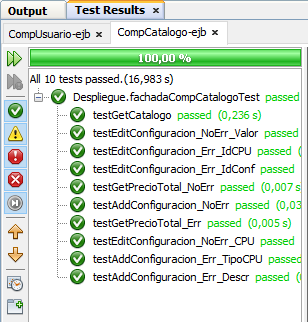 Output
Test Results
CompUsuario-ejb
CompCatalogo-ejb
100,00 %
All 10 tests passed.(16,983 s)
Despliegue.fachadaCompCatalogoTest passed
testGetCatalogo passed (0,236 s)
testEditConfiguracion_NoErr_Valor passed
testEditConfiguracion_Err_IdCPU passed
testEditConfiguracion_Err_IdConf passed
testGetPrecioTotal_NoErr passed (0,007 s)
testAddConfiguracion_NoErr passed (0,03
testGetPrecioTotal_Err passed (0,005 s)
testEditConfiguracion_NoErr_CPU passed
testAddConfiguracion_Err_TipoCPU passed
testAddConfiguracion_Err_Descr passed (0